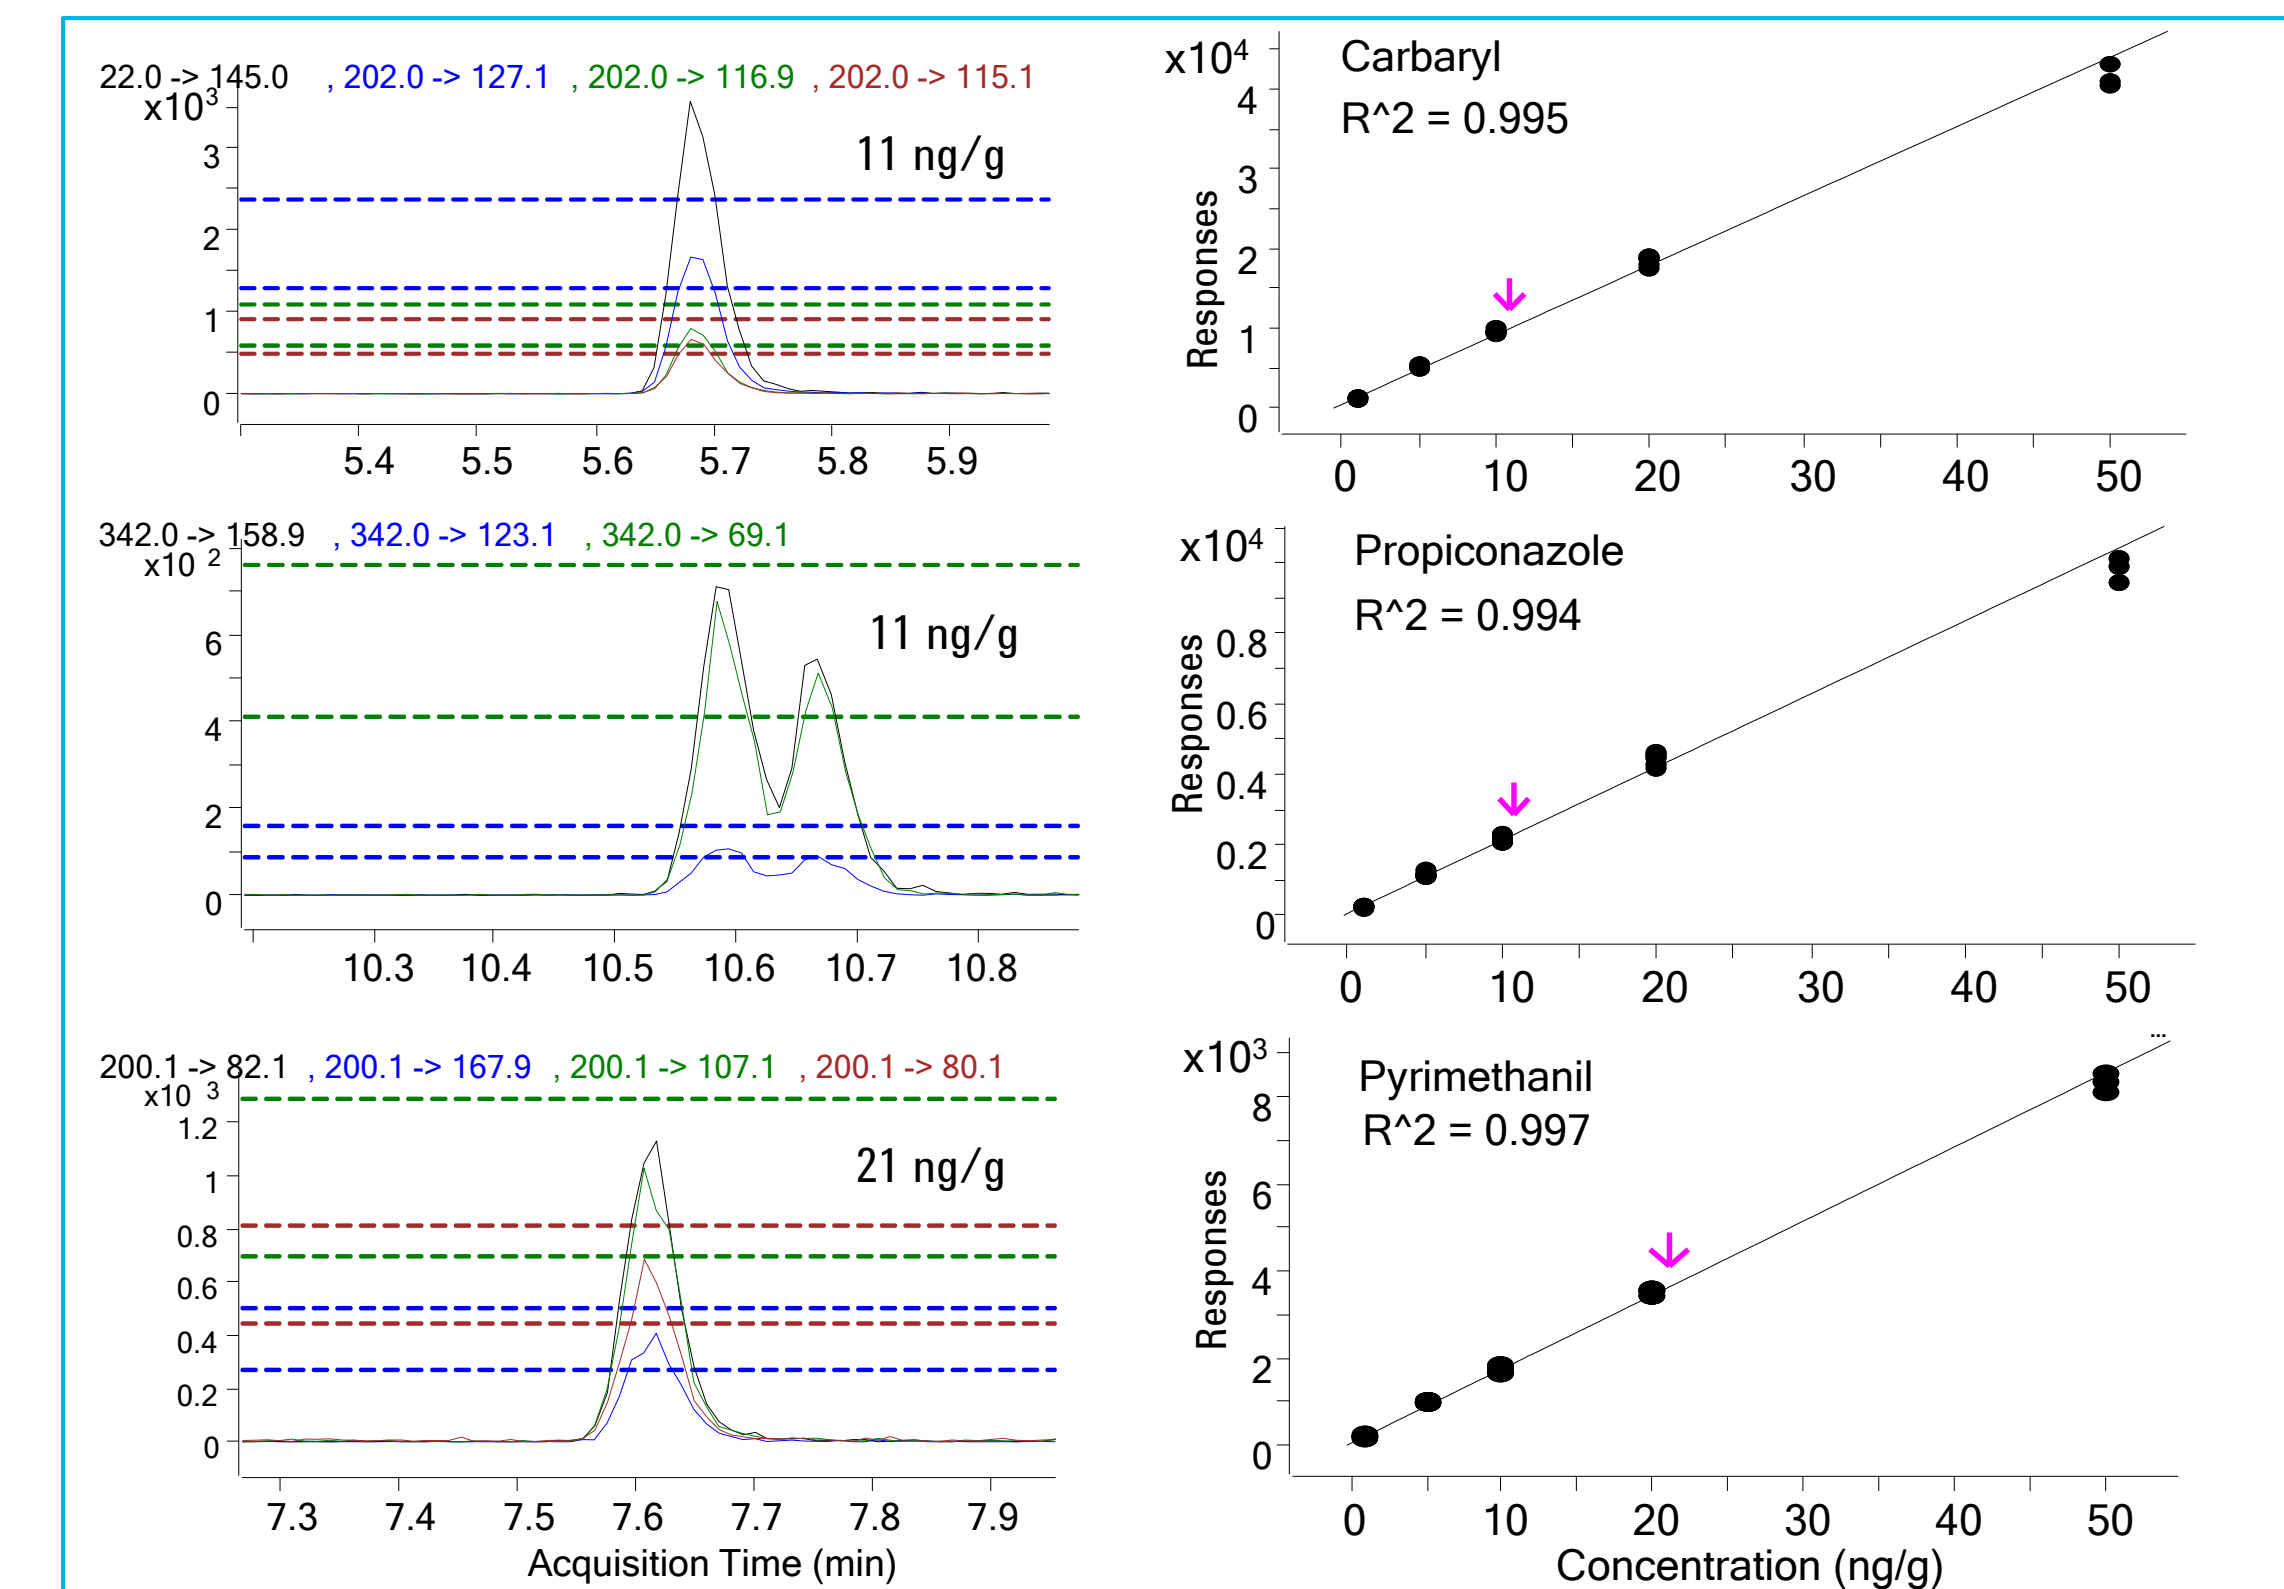 22.0 -> 145.0 , 202.0 -> 127.1 , 202.0 -> 116.9 , 202.0 -> 115.1
x10 3
11 ng/g
3
2
1
0
5.4 5.5 5.6 5.7 5.8 5.9
x10 4
Carbaryl
R^2 = 0.995
Responses
4
3
2
1
0
0 10 20 30 40 50
342.0 -> 158.9 , 342.0 -> 123.1 , 342.0 -> 69.1
x10 2
11 ng/g
6
4
2
0
10.3 10.4 10.5 10.6 10.7 10.8
x10 4
Propiconazole
R^2 = 0.994
Responses
0.8
0.6
0.4
0.2
0
0 10 20 30 40 50
200.1 -> 82.1 , 200.1 -> 167.9 , 200.1 -> 107.1 , 200.1 -> 80.1
x10 3
21 ng/g
1.2
1
0.8
0.6
0.4
0.2
0
7.3 7.4 7.5 7.6 7.7 7.8 7.9
Acquisition Time (min)
...
x10 3
Pyrimethanil
R^2 = 0.997
Responses
8
6
4
2
0
0 10 20 30 40 50
Concentration (ng/g)